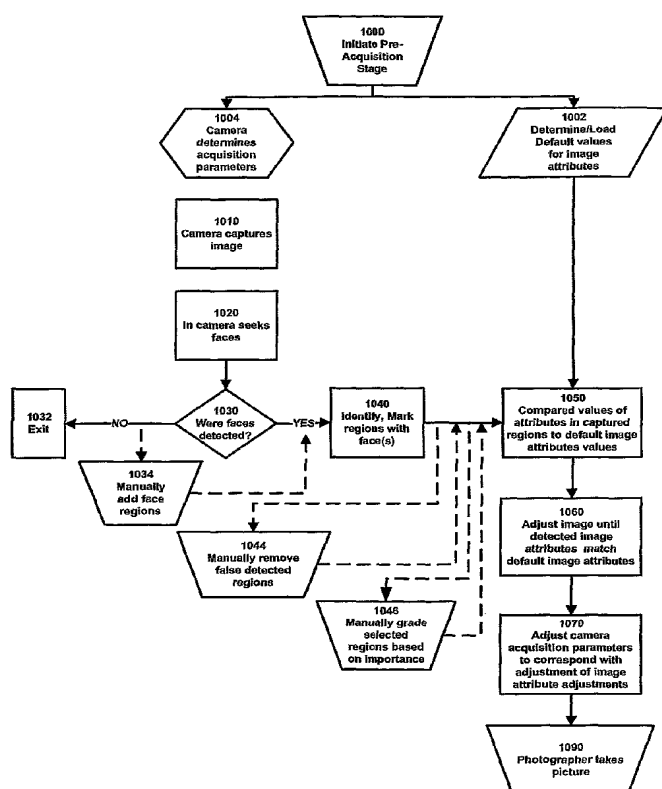 1000
Initiate Pre-
Acquisition
Stage
1004
Camera
determines
acquisition
parameters
1002
Determine/Load
Default values
for image
attributes
1010
Camera captures
image
1020
In camera seeks
faces
1032
Exit
NO
1030
Were faces
detected?
YES
1040
Identify, Mark
regions with
face(s)
1050
Compared values of
attributes in captured
regions to default image
attributes values
1034
Manually
add face
regions
1044
Manually remove
false detected
regions
1060
Adjust image until
detected image
attributes match
default image attributes
1046
Manually grade
selected
regions based
on importance
1070
Adjust camera
acquisition parameters
to correspond with
adjustment of image
attribute adjustments
1090
Photographer takes
picture